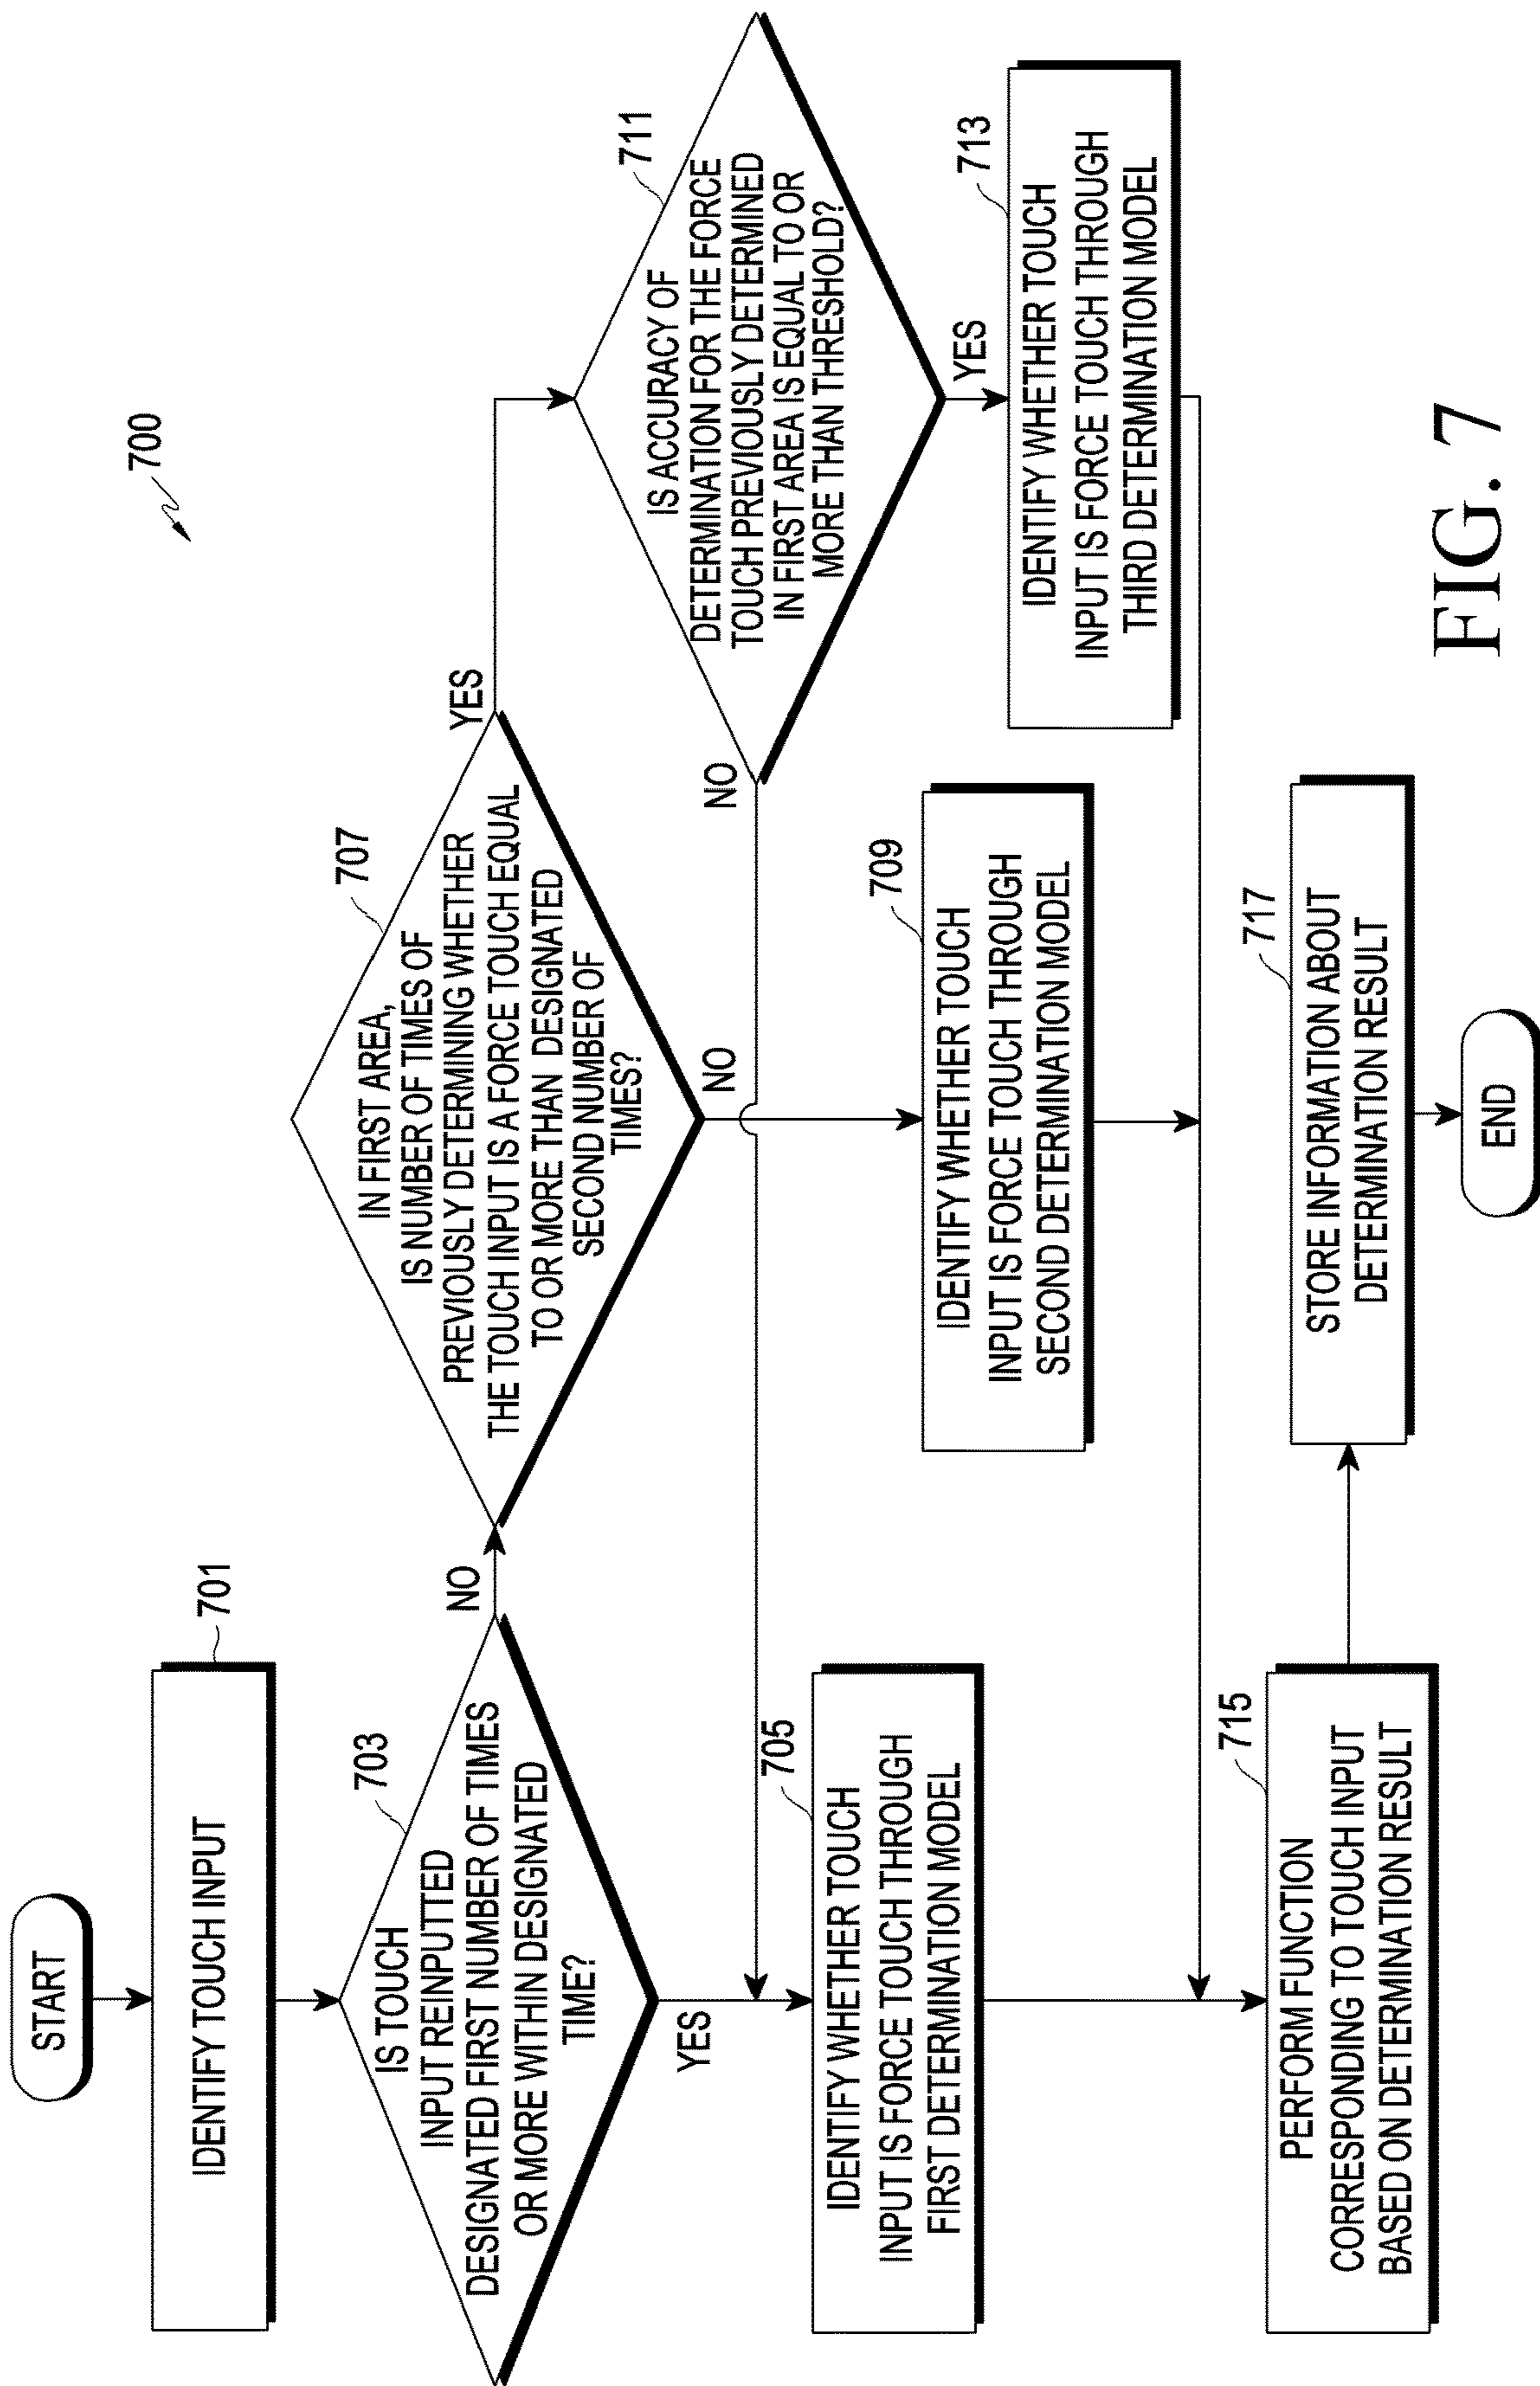 700
START
701
IDENTIFY TOUCH INPUT
703
IS TOUCH
INPUT REINPUTTED
DESIGNATED FIRST NUMBER OF TIMES
OR MORE WITHIN DESIGNATED
TIME?
NO
YES
707
IN FIRST AREA,
IS NUMBER OF TIMES OF
PREVIOUSLY DETERMINING WHETHER
THE TOUCH INPUT IS A FORCE TOUCH EQUAL
TO OR MORE THAN DESIGNATED
SECOND NUMBER OF
TIMES?
YES
NO
711
IS ACCURACY OF
DETERMINATION FOR THE FORCE
TOUCH PREVIOUSLY DETERMINED
IN FIRST AREA IS EQUAL TO OR
MORE THAN THRESHOLD?
NO
YES
705
IDENTIFY WHETHER TOUCH
INPUT IS FORCE TOUCH THROUGH
FIRST DETERMINATION MODEL
709
IDENTIFY WHETHER TOUCH
INPUT IS FORCE TOUCH THROUGH
SECOND DETERMINATION MODEL
713
IDENTIFY WHETHER TOUCH
INPUT IS FORCE TOUCH THROUGH
THIRD DETERMINATION MODEL
715
PERFORM FUNCTION
CORRESPONDING TO TOUCH INPUT
BASED ON DETERMINATION RESULT
717
STORE INFORMATION ABOUT
DETERMINATION RESULT
END
FIG. 7